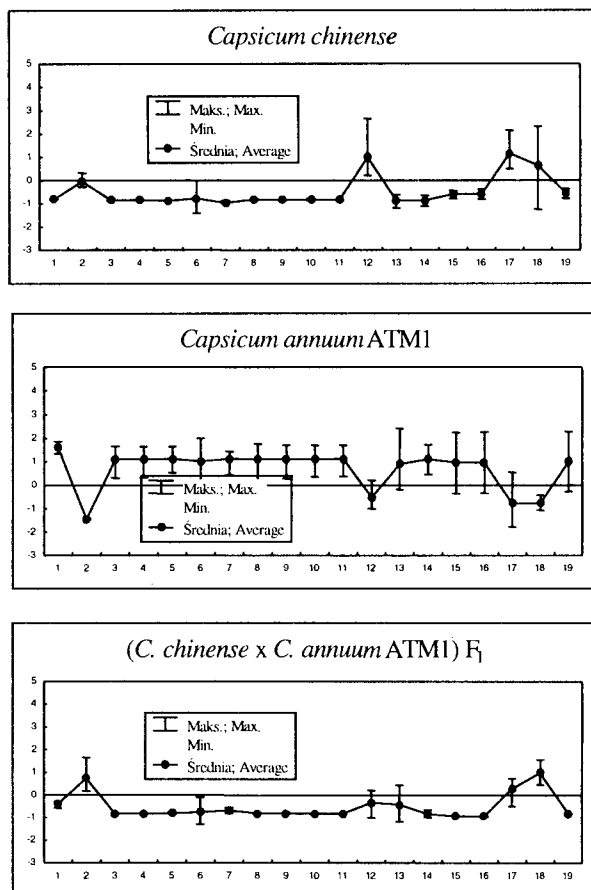 Capsicum chinense
5
4
3
2
1
0
-1
-2
-3
Maks.; Max.
Min.
Średnia; Average
1 2 3 4 5 6 7 8 9 10 11 12 13 14 15 16 17 18 19
Capsicum annuum ATM1
5
4
3
2
1
0
-1
-2
-3
Maks.; Max.
Min.
Średnia; Average
1 2 3 4 5 6 7 8 9 10 11 12 13 14 15 16 17 18 19
(C. chinense x C. annuum ATM1) F1
5
4
3
2
1
0
-1
-2
-3
Maks.; Max.
Min.
Średnia; Average
1 2 3 4 5 6 7 8 9 10 11 12 13 14 15 16 17 18 19